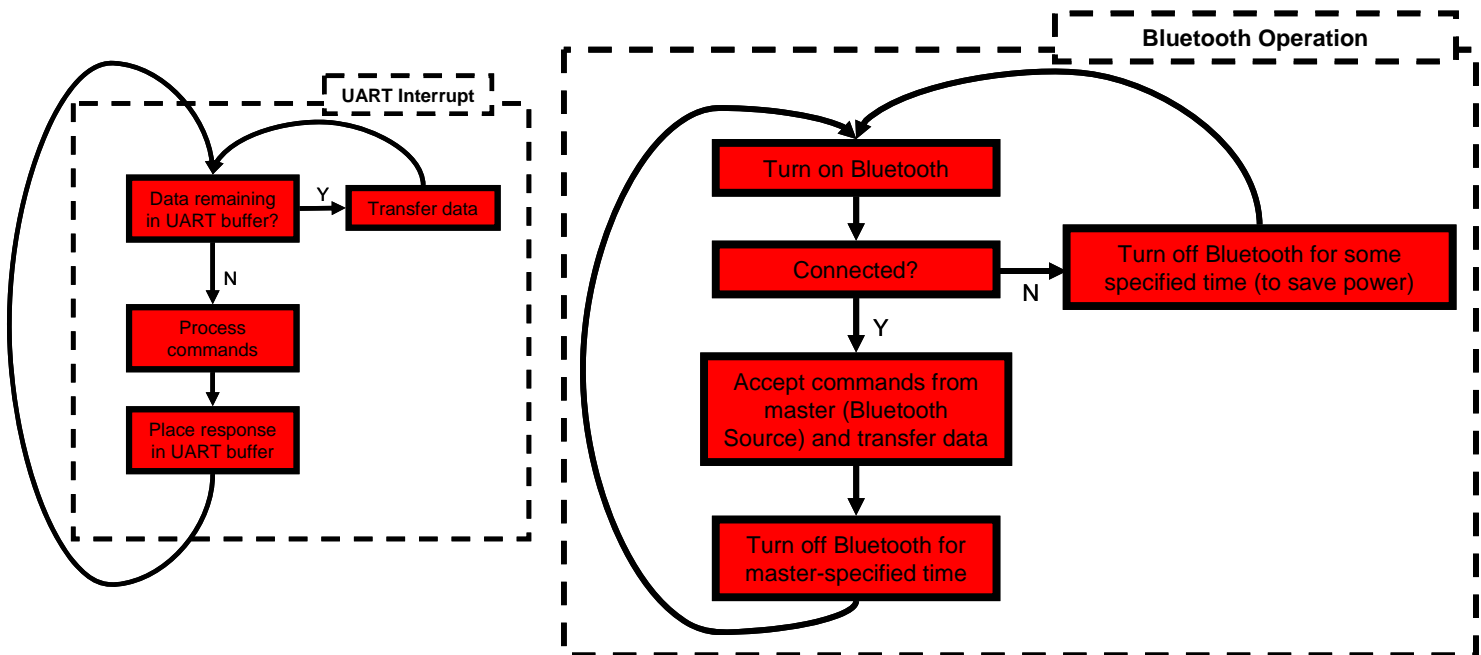 UART Interrupt
Data remaining
in UART buffer?
Y
Transfer data
N
Process
commands
Place response
in UART buffer
Bluetooth Operation
Turn on Bluetooth
Connected?
N
Turn off Bluetooth for some
specified time (to save power)
Y
Accept commands from
master (Bluetooth
Source) and transfer data
Turn off Bluetooth for
master-specified time